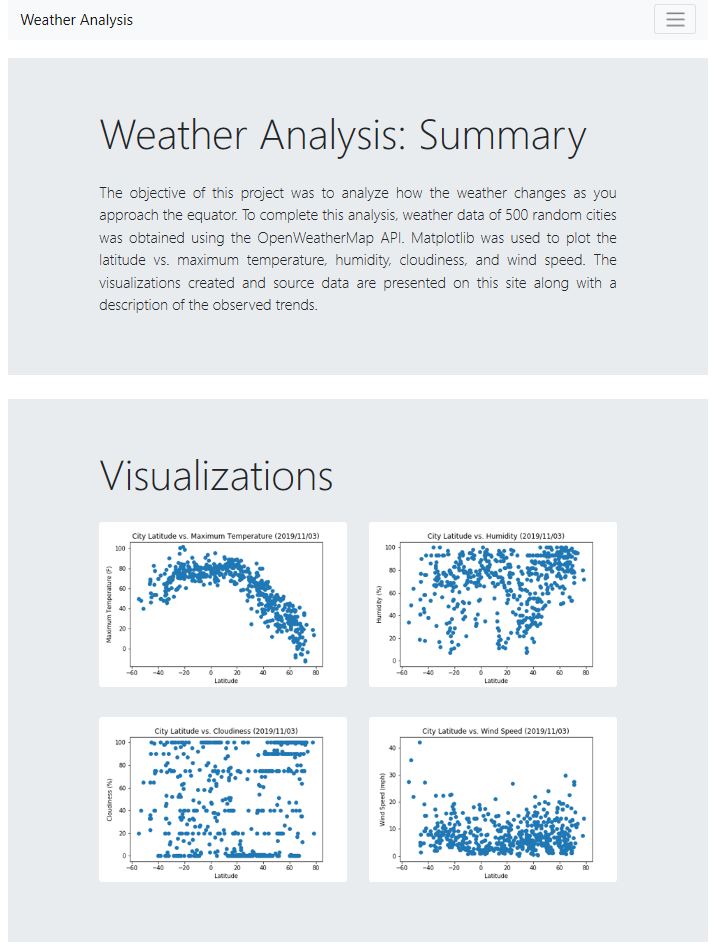 Weather Analysis
Weather Analysis: Summary
The objective of this project was to analyze how the weather changes as you
approach the equator. To complete this analysis, weather data of 500 random cities
was obtained using the OpenWeatherMap API. Matplotlib was used to plot the
latitude vs. maximum temperature, humidity, cloudiness, and wind speed. The
visualizations created and source data are presented on this site along with a
description of the observed trends.
Visualizations
City Latitude vs. Maximum Temperature (2019/11/03)
Maximum Temperature (F)
100
80
60
40
20
0
−60 −40 −20 0 20 40 60 80
Latitude
City Latitude vs. Humidity (2019/11/03)
Humidity (%)
100
80
60
40
20
0
−60 −40 −20 0 20 40 60 80
Latitude
City Latitude vs. Cloudiness (2019/11/03)
Cloudiness (%)
100
80
60
40
20
0
−60 −40 −20 0 20 40 60 80
Latitude
City Latitude vs. Wind Speed (2019/11/03)
Wind Speed (mph)
40
30
20
10
0
−60 −40 −20 0 20 40 60 80
Latitude